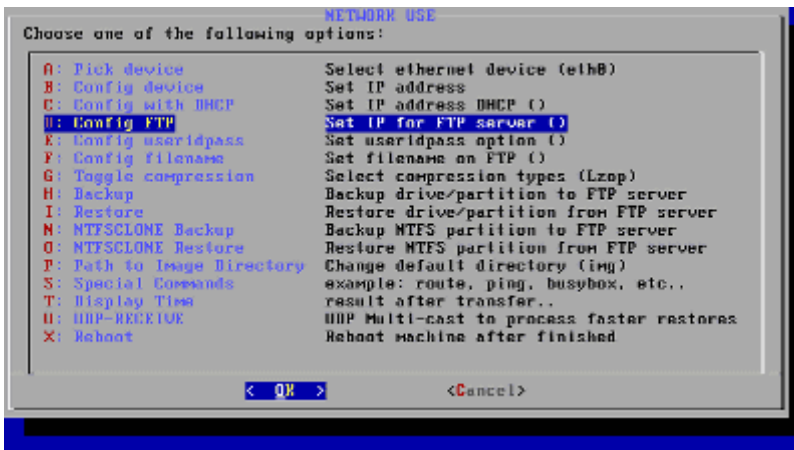 NETWORK USE
Choose one of the following options:
A: Pick device Select ethernet device (eth0)
B: Config device Set IP address
C: Config with DHCP Set IP address DHCP ()
D: Config FTP Set IP for FTP server ()
E: Config useridpass Set useridpass option ()
F: Config filename Set filename on FTP ()
G: Toggle compression Select compression types (Lzop)
H: Backup Backup drive/partition to FTP server
I: Restore Restore drive/partition from FTP server
N: NTFSCLONE Backup Backup NTFS partition to FTP server
O: NTFSCLONE Restore Restore NTFS partition from FTP server
P: Path to Image Directory Change default directory (img)
S: Special Commands example: route, ping, busybox, etc..
T: Display Time result after transfer..
U: UDP-RECEIVE UDP Multi-cast to process faster restores
X: Reboot Reboot machine after finished
< OK > <Cancel>